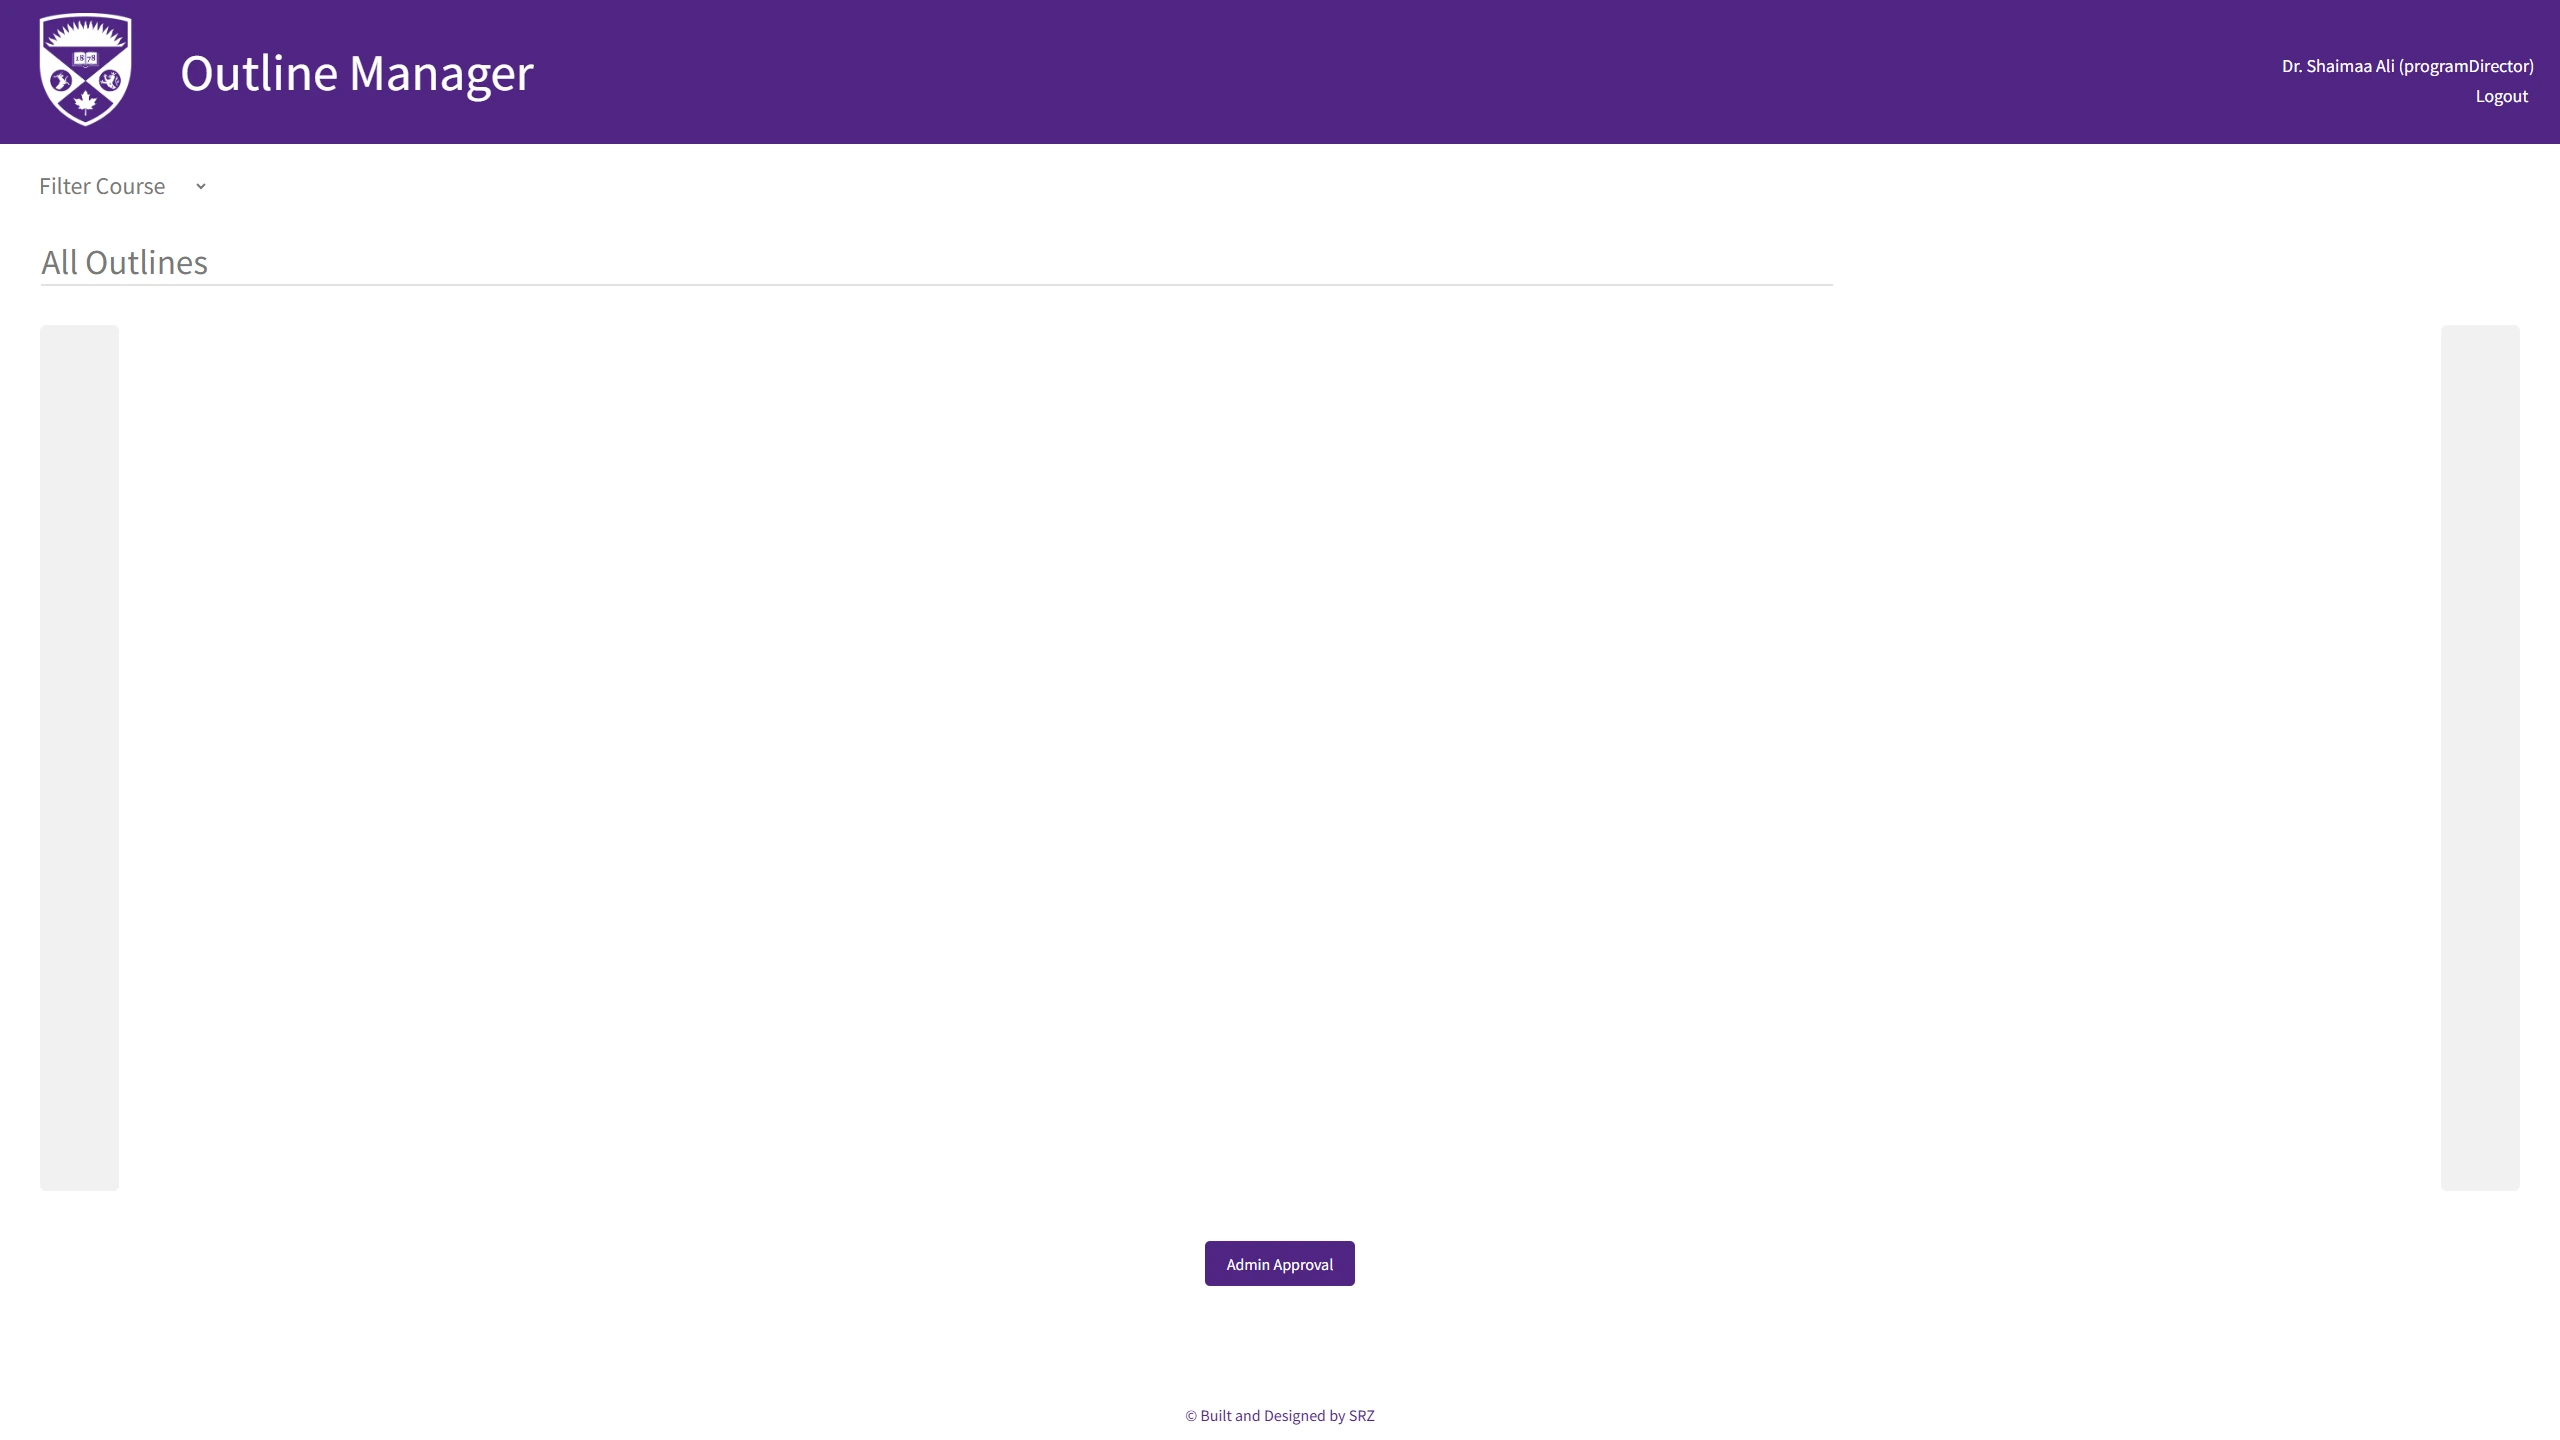 18 78
Outline Manager
Dr. Shaimaa Ali (programDirector)
Logout
Filter Course
All Outlines
Admin Approval
© Built and Designed by SRZ